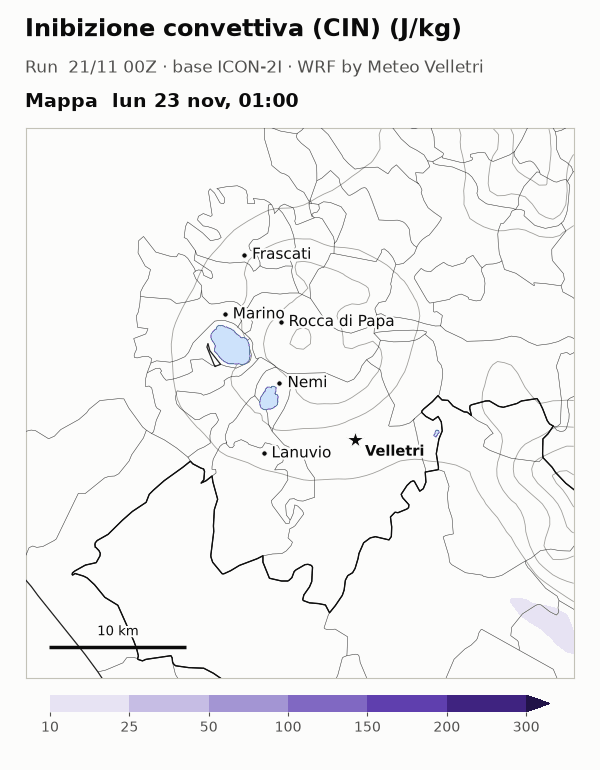 Inibizione convettiva (CIN) (J/kg)
Run  21/11 00Z · base ICON-2I · WRF by Meteo Velletri
Mappa  lun 23 nov, 01:00
Frascati
Marino
Rocca di Papa
Nemi
Velletri
Lanuvio
10 km
10 25 50 100 150 200 300